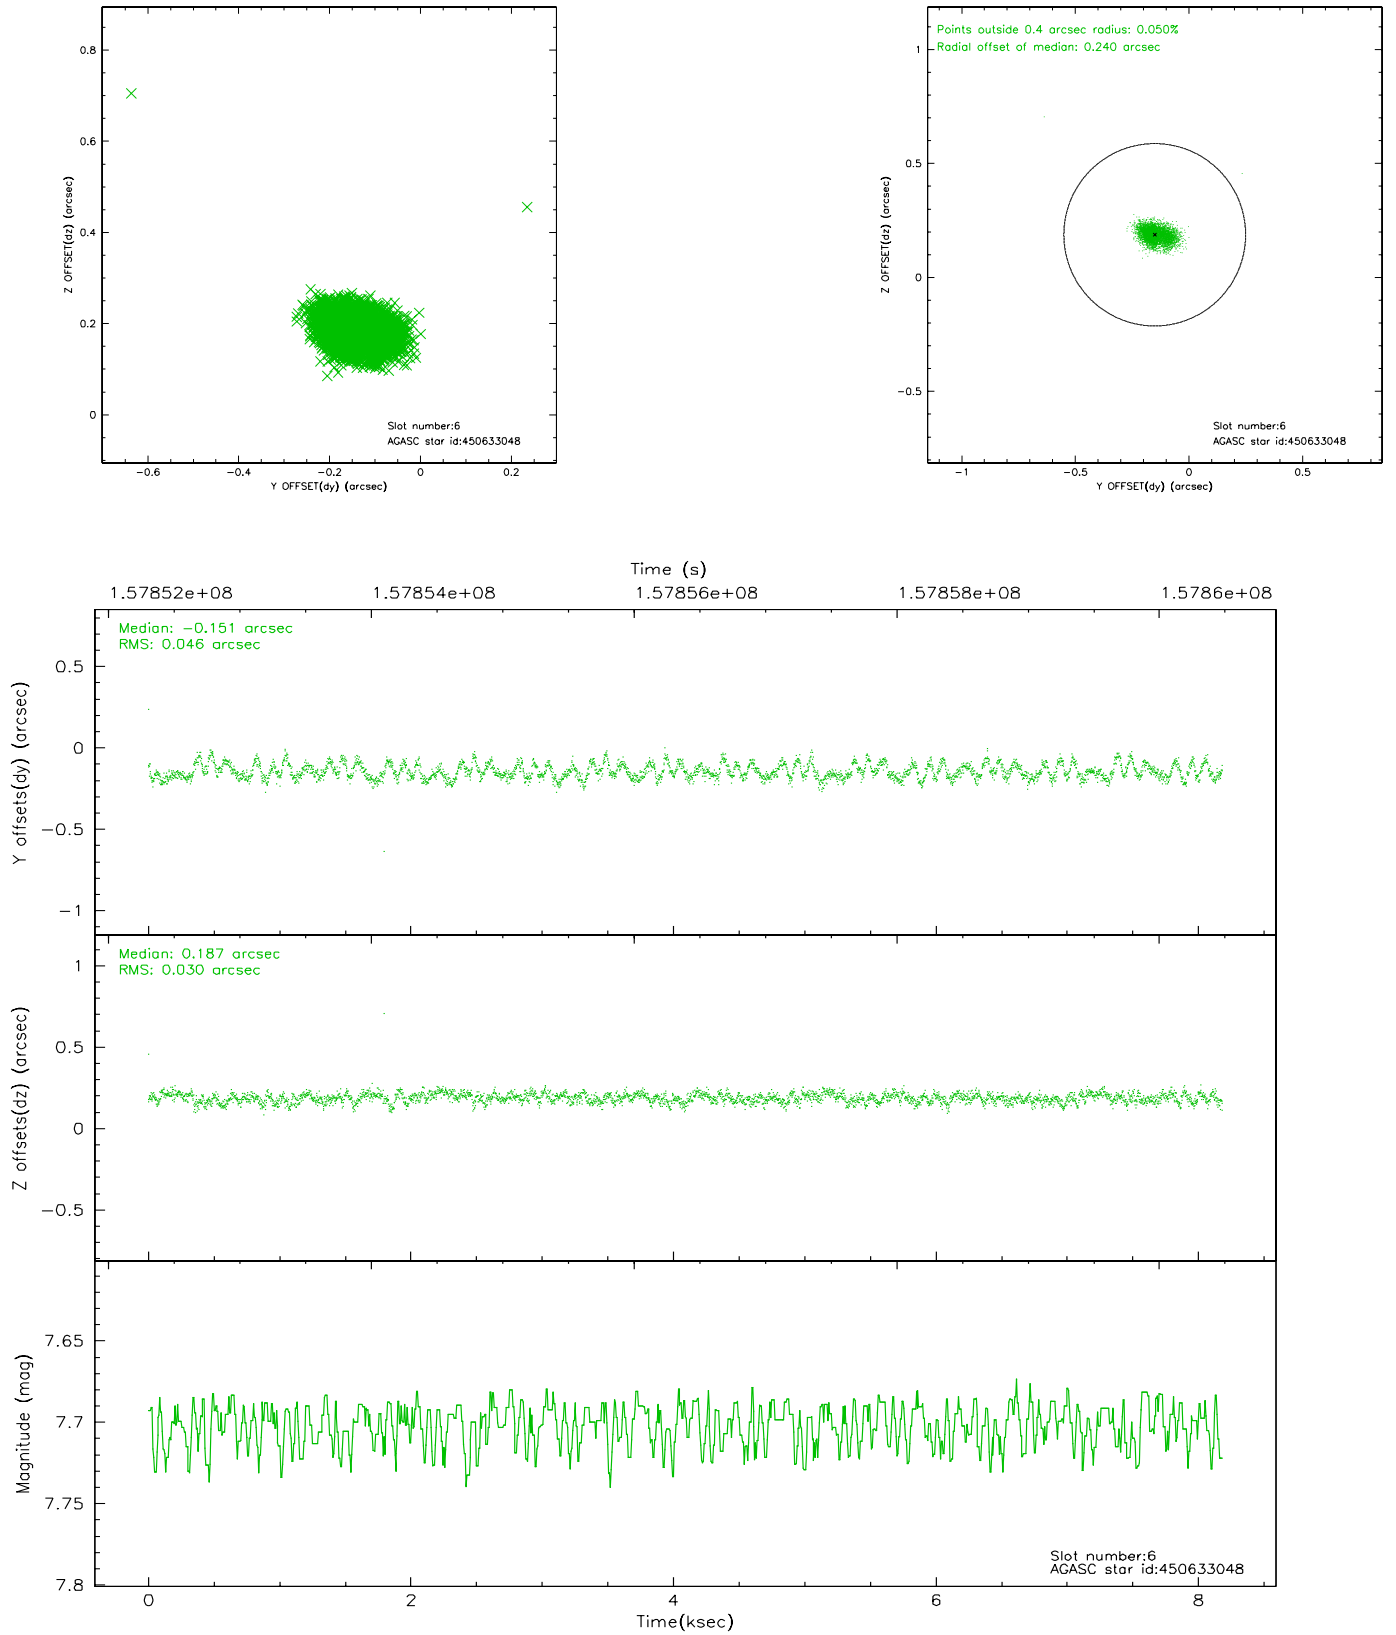 0.8
0.6
0.4
0.2
0
Z OFFSET(dz) (arcsec)
Slot number:6
AGASC star id:450633048
−0.6 −0.4 −0.2 0 0.2
Y OFFSET(dy) (arcsec)
Points outside 0.4 arcsec radius: 0.050%
Radial offset of median: 0.240 arcsec
1
0.5
0
−0.5
Z OFFSET(dz) (arcsec)
Slot number:6
AGASC star id:450633048
−1 −0.5 0 0.5
Y OFFSET(dy) (arcsec)
Time (s)
1.57852e+08 1.57854e+08 1.57856e+08 1.57858e+08 1.5786e+08
Median: −0.151 arcsec
RMS: 0.046 arcsec
0.5
0
−0.5
−1
Y offsets(dy) (arcsec)
Median: 0.187 arcsec
RMS: 0.030 arcsec
1
0.5
0
−0.5
Z offsets(dz) (arcsec)
7.65
7.7
7.75
7.8
Magnitude (mag)
Slot number:6
AGASC star id:450633048
0 2 4 6 8
Time(ksec)